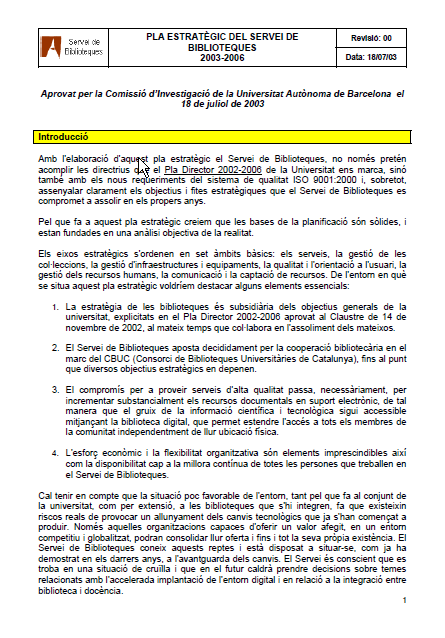 Servei de
Biblioteques
PLA ESTRATÈGIC DEL SERVEI DE
BIBLIOTEQUES
2003-2006
Revisió: 00
Data: 18/07/03
Aprovat per la Comissió d'Investigació de la Universitat Autònoma de Barcelona el
18 de juliol de 2003
Introducció
Amb l'elaboració d'aquest pla estratègic el Servei de Biblioteques, no només pretén
acomplir les directrius que el Pla Director 2002-2006 de la Universitat ens marca, sinó
també amb els nous requeriments del sistema de qualitat ISO 9001:2000 i, sobretot,
assenyalar clarament els objectius i fites estratègiques que el Servei de Biblioteques es
compromet a assolir en els propers anys.
Pel que fa a aquest pla estratègic creiem que les bases de la planificació són sòlides, i
estan fundades en una anàlisi objectiva de la realitat.
Els eixos estratègics s'ordenen en set àmbits bàsics: els serveis, la gestió de les
col·leccions, la gestió d'infraestructures i equipaments, la qualitat i l'orientació a l'usuari, la
gestió dels recursos humans, la comunicació i la captació de recursos. De l'entorn en què
se situa aquest pla estratègic voldríem destacar alguns elements essencials:
1. La estratègia de les biblioteques és subsidiària dels objectius generals de la
universitat, explicitats en el Pla Director 2002-2006 aprovat al Claustre de 14 de
novembre de 2002, al mateix temps que col·labora en l'assoliment dels mateixos.
2. El Servei de Biblioteques aposta decididament per la cooperació bibliotecària en el
marc del CBUC (Consorci de Biblioteques Universitàries de Catalunya), fins al punt
que diversos objectius estratègics en depenen.
3. El compromís per a proveir serveis d'alta qualitat passa, necessàriament, per
incrementar substancialment els recursos documentals en suport electrònic, de tal
manera que el gruix de la informació científica i tecnològica sigui accessible
mitjançant la biblioteca digital, que permet estendre l'accés a tots els membres de
la comunitat independentment de llur ubicació física.
4. L'esforç econòmic i la flexibilitat organitzativa són elements imprescindibles així
com la disponibilitat cap a la millora contínua de totes les persones que treballen en
el Servei de Biblioteques.
Cal tenir en compte que la situació poc favorable de l'entorn, tant pel que fa al conjunt de
la universitat, com per extensió, a les biblioteques que s'hi integren, fa que existeixin
riscos reals de provocar un allunyament dels canvis tecnològics que ja s'han començat a
produir. Només aquelles organitzacions capaces d'oferir un valor afegit, en un entorn
competitiu i globalitzat, podran consolidar llur oferta i fins i tot la seva pròpia existència. El
Servei de Biblioteques coneix aquests reptes i està disposat a situar-se, com ja ha
demostrat en els darrers anys, a l'avantguarda dels canvis. El Servei és conscient que es
troba en una situació de cruïlla i que en el futur caldrà prendre decisions sobre temes
relacionats amb l'accelerada implantació de l'entorn digital i en relació a la integración entre
biblioteca i docència.
1